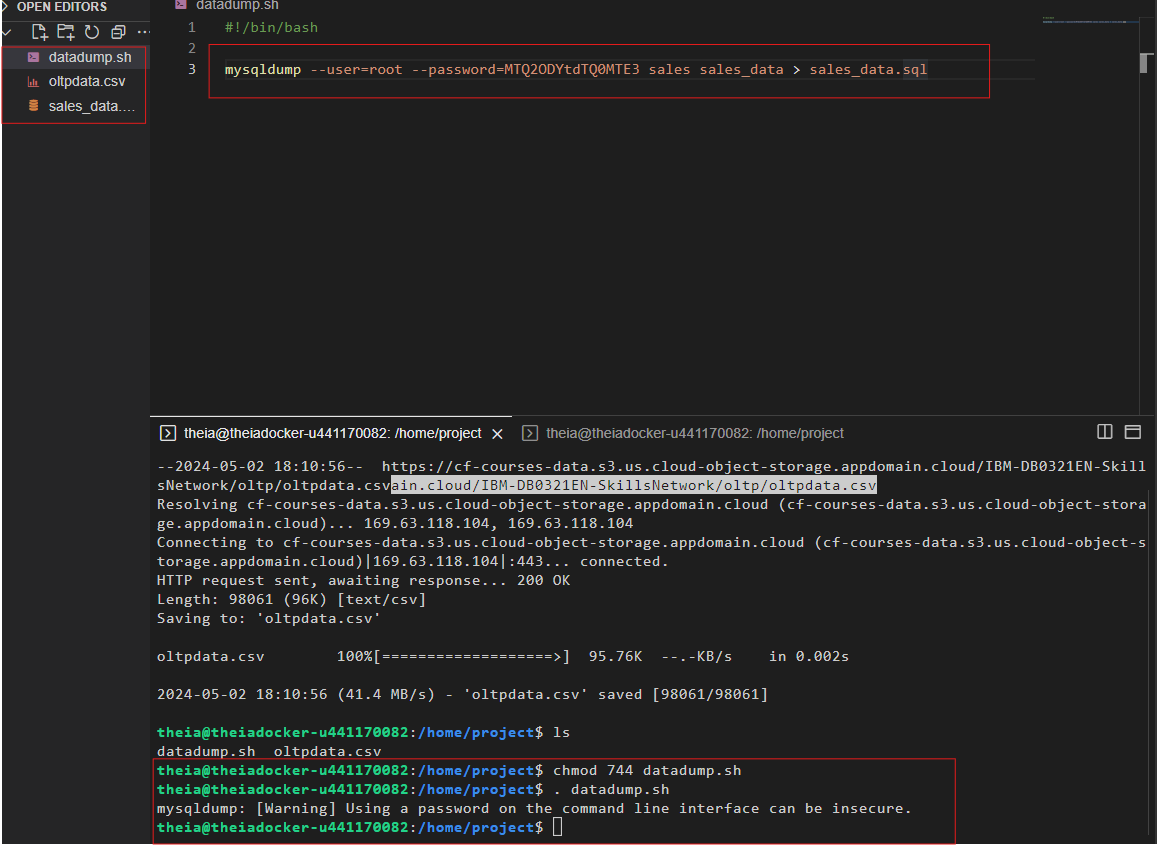 OPEN EDITORS
datadump.sh
oltpdata.csv
sales_data....
datadump.sh
1 #!/bin/bash
2
3 mysqldump --user=root --password=MTQ2ODYtdTQ0MTE3 sales sales_data > sales_data.sql
theia@theiadocker-u441170082: /home/project theia@theiadocker-u441170082: /home/project
--2024-05-02 18:10:56-- https://cf-courses-data.s3.us.cloud-object-storage.appdomain.cloud/IBM-DB0321EN-Skill
sNetwork/oltp/oltpdata.csvain.cloud/IBM-DB0321EN-SkillsNetwork/oltp/oltpdata.csv
Resolving cf-courses-data.s3.us.cloud-object-storage.appdomain.cloud (cf-courses-data.s3.us.cloud-object-stora
ge.appdomain.cloud)... 169.63.118.104, 169.63.118.104
Connecting to cf-courses-data.s3.us.cloud-object-storage.appdomain.cloud (cf-courses-data.s3.us.cloud-object-s
torage.appdomain.cloud)|169.63.118.104|:443... connected.
HTTP request sent, awaiting response... 200 OK
Length: 98061 (96K) [text/csv]
Saving to: 'oltpdata.csv'
oltpdata.csv 100%[===================>] 95.76K --.-KB/s in 0.002s
2024-05-02 18:10:56 (41.4 MB/s) - 'oltpdata.csv' saved [98061/98061]
theia@theiadocker-u441170082:/home/project$ ls
datadump.sh oltpdata.csv
theia@theiadocker-u441170082:/home/project$ chmod 744 datadump.sh
theia@theiadocker-u441170082:/home/project$ . datadump.sh
mysqldump: [Warning] Using a password on the command line interface can be insecure.
theia@theiadocker-u441170082:/home/project$